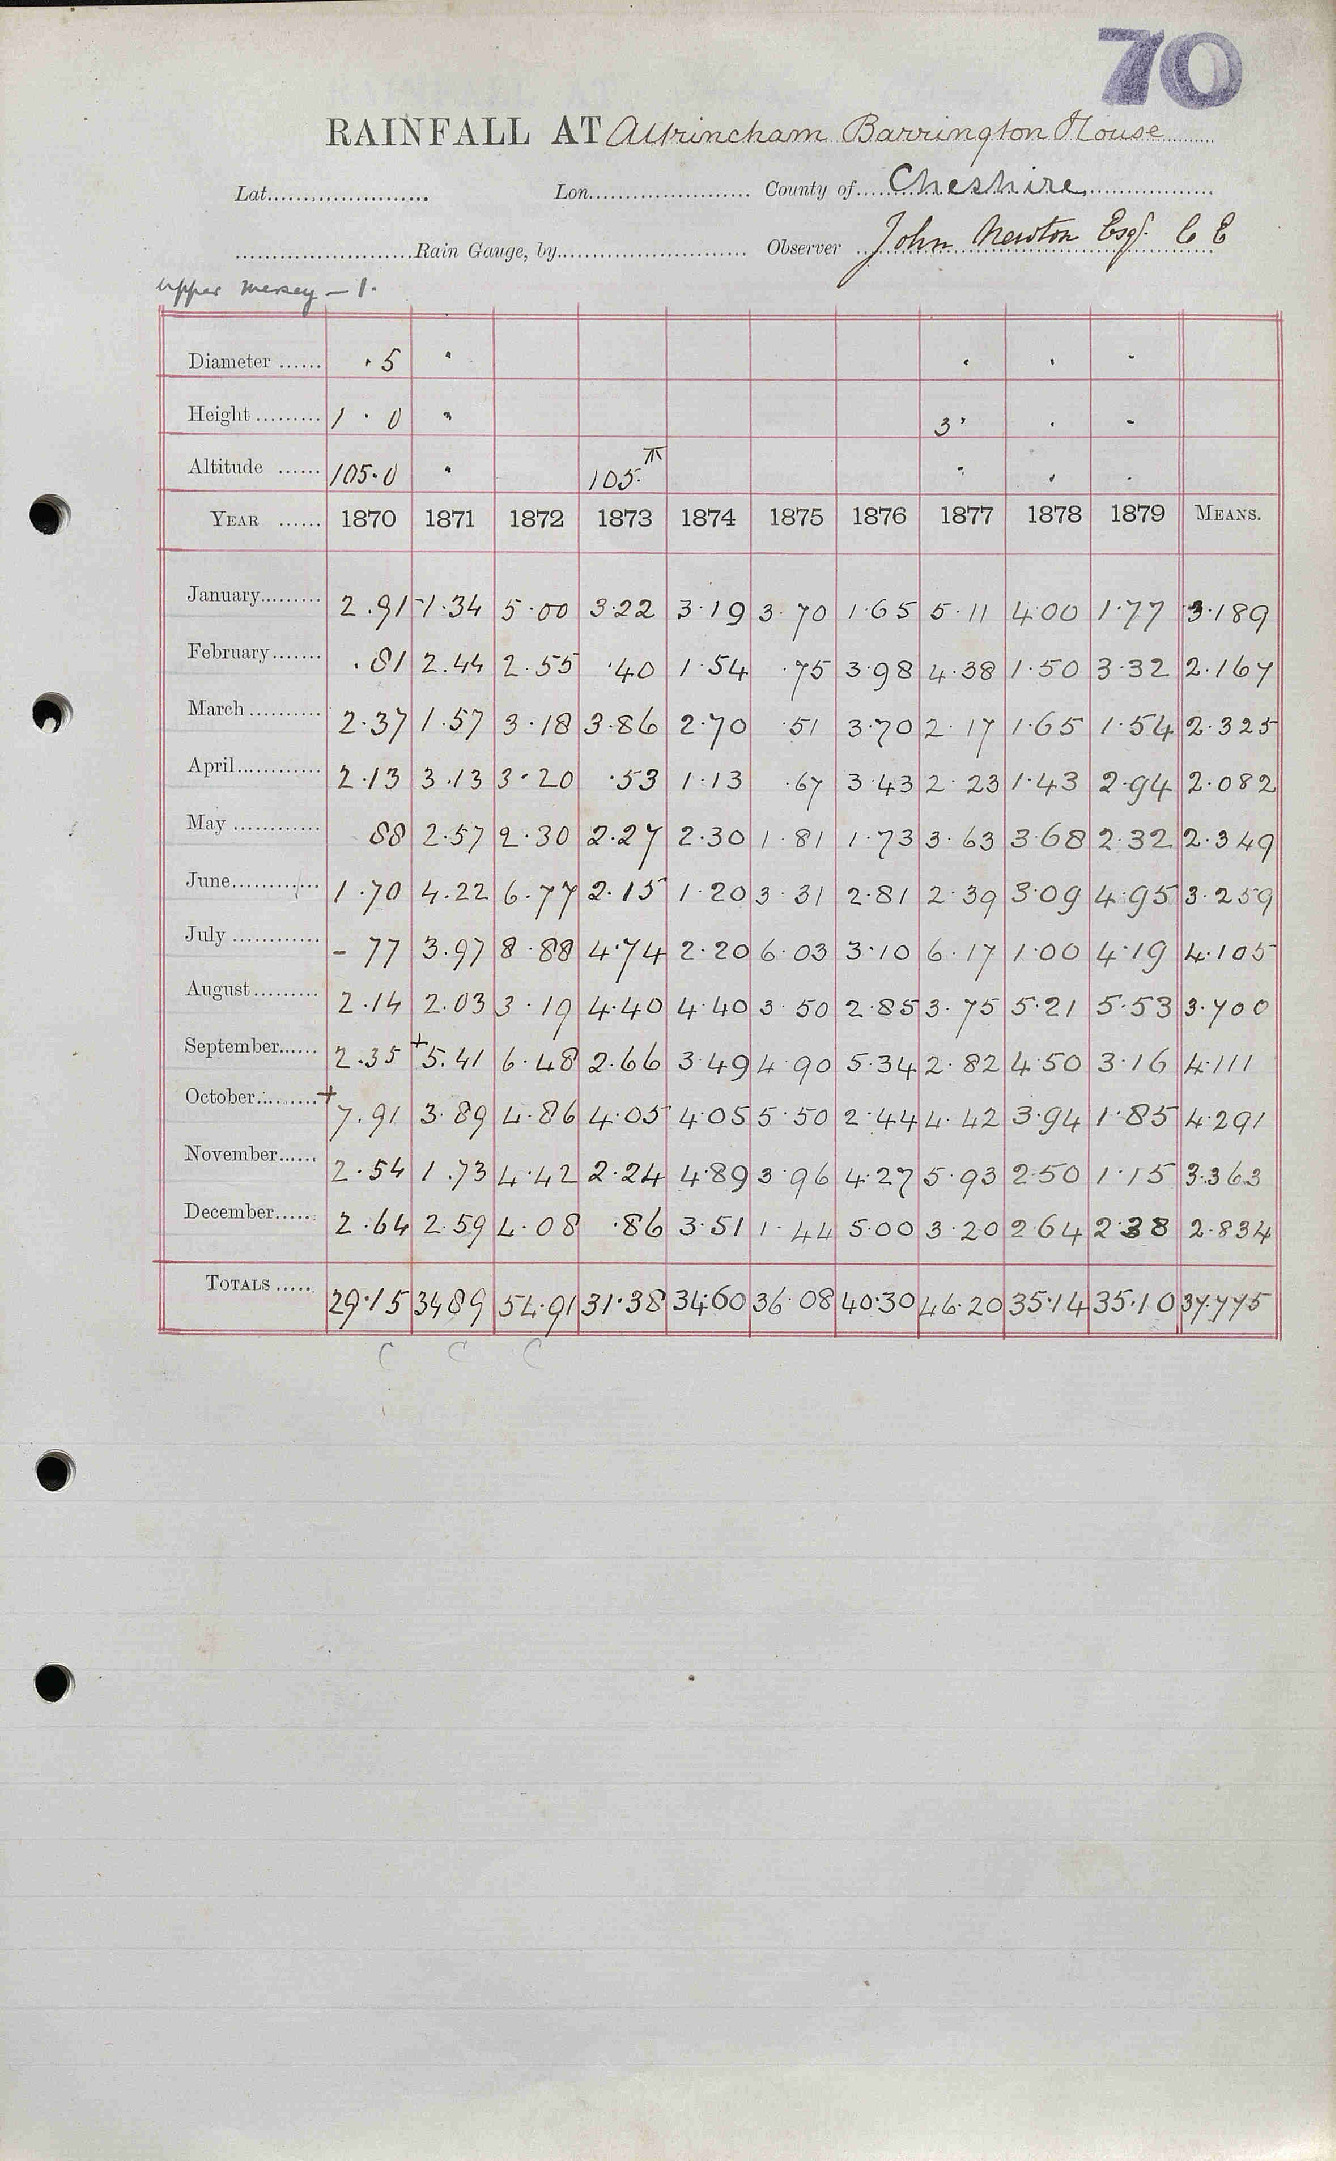 70
RAINFALL AT Altrincham Barrington House
Lat........................ Lon........................ County of Cheshire
........................Rain Gauge, by........................ Observer John Newton Esqr. C E
Upper Mersey - 1.
Diameter ...... ·5 " " " "
Height ......... 1 · 0 " 3" " "
Altitude ...... 105·0 " 105· " " "
YEAR ...... 1870 1871 1872 1873 1874 1875 1876 1877 1878 1879 MEANS.
January......... 2.91 1.34 5·00 3·22 3·19 3·70 1·65 5·11 4·00 1·77 3·189
February....... .81 2.44 2·55 ·40 1·54 ·75 3·98 4·38 1·50 3·32 2·167
March .......... 2·37 1·57 3·18 3·86 2·70 51 3·70 2·17 1·65 1·54 2·325
April............ 2·13 3·13 3·20 ·53 1·13 ·67 3·43 2·23 1·43 2·94 2·082
May ............ 88 2·57 2·30 2·27 2·30 1·81 1·73 3·63 3·68 2·32 2·349
June............ 1·70 4·22 6·77 2·15 1·20 3·31 2·81 2·39 3·09 4·95 3·259
July ............ - 77 3.97 8·88 4·74 2·20 6·03 3·10 6·17 1·00 4·19 4·105
August......... 2·14 2·03 3·19 4·40 4·40 3·50 2·85 3·75 5·21 5·53 3·700
September...... 2.35 + 5.41 6·48 2·66 3·49 4·90 5·34 2·82 4·50 3·16 4·111
October.......... + 7.91 3·89 4·86 4·05 4·05 5·50 2·44 4·42 3·94 1·85 4·291
November...... 2·54 1.73 4·42 2·24 4·89 3·96 4·27 5·93 2·50 1·15 3·363
December...... 2·64 2·59 4·08 ·86 3·51 1·44 5·00 3·20 2·64 2·38 2·834
TOTALS ..... 29·15 34 89 54·91 31·38 34·60 36·08 40·30 46·20 35·14 35·10 37·775
C C C